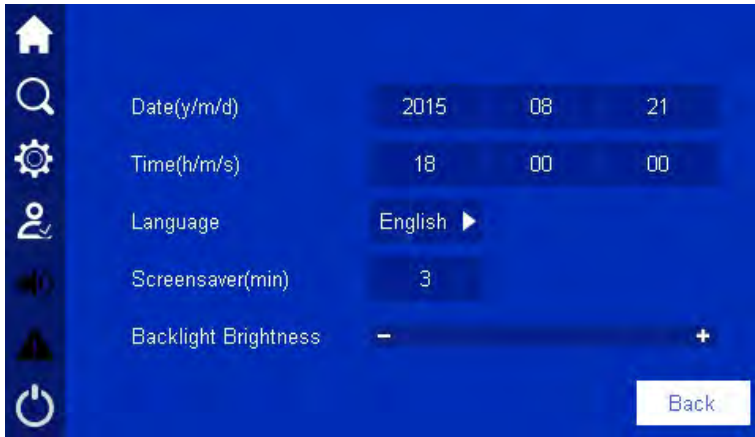 Date(y/m/d) 2015 08 21
Time(h/m/s) 18 00 00
Language English
Screensaver(min) 3
Backlight Brightness − +
Back